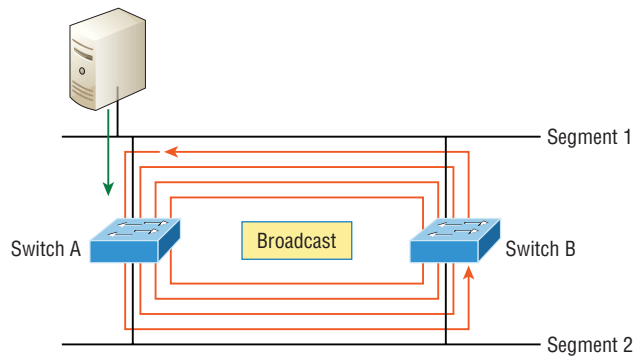 Segment 1
Switch A
Broadcast
Switch B
Segment 2